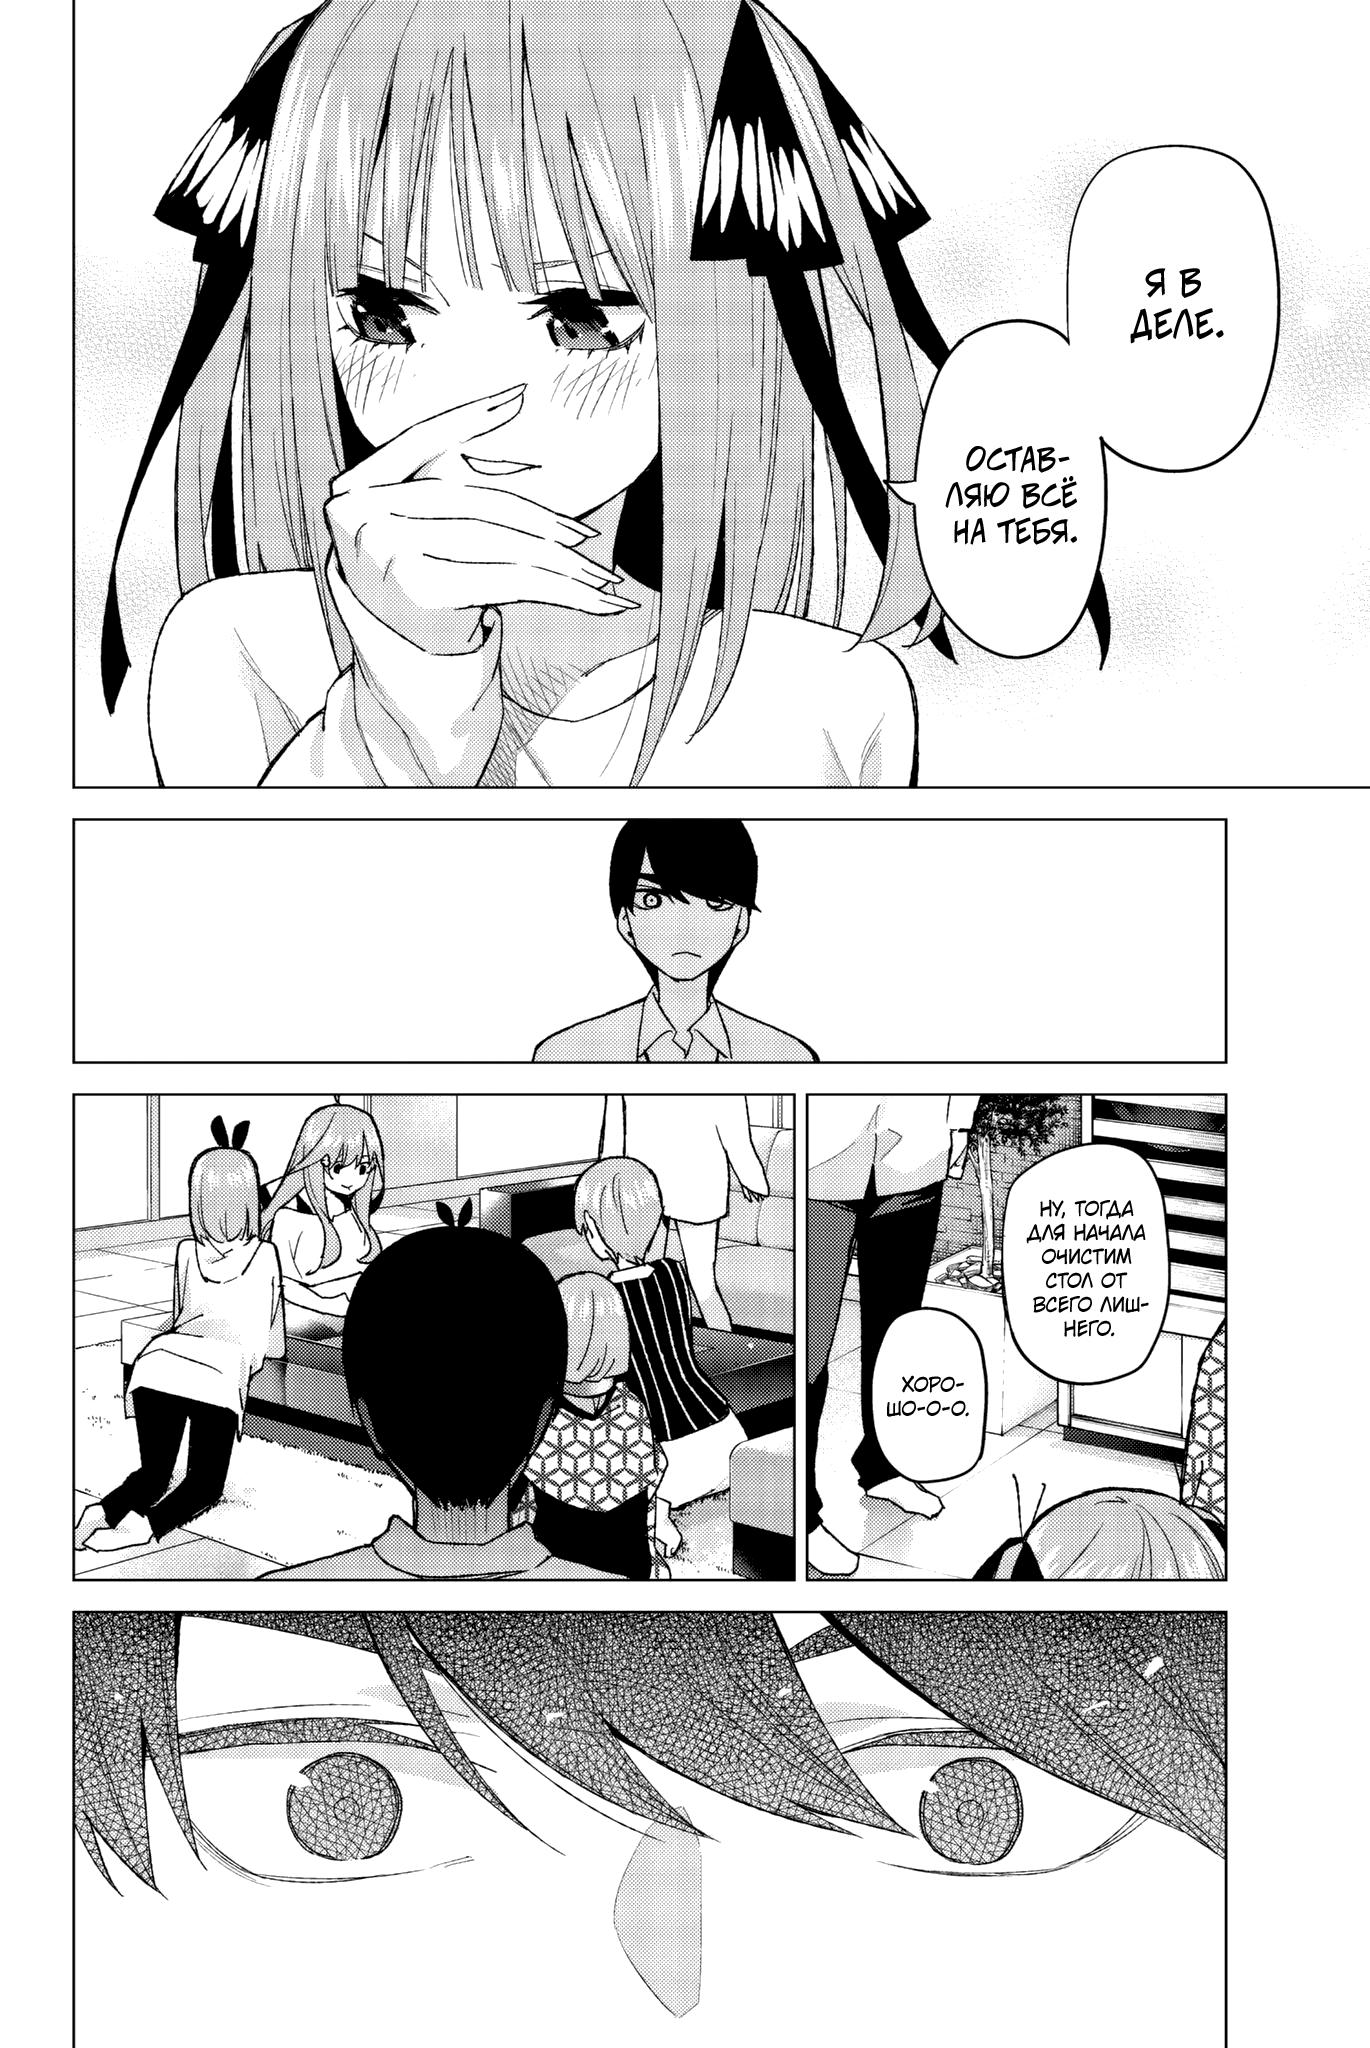 Я В
ДЕЛЕ.
ОСТАВ-
ЛЯЮ ВСЁ
НА ТЕБЯ.
НУ, ТОГДА
ДЛЯ НАЧАЛА
ОЧИСТИМ
СТОЛ ОТ
ВСЕГО ЛИШ-
НЕГО.
ХОРО-
ШО-О-О.